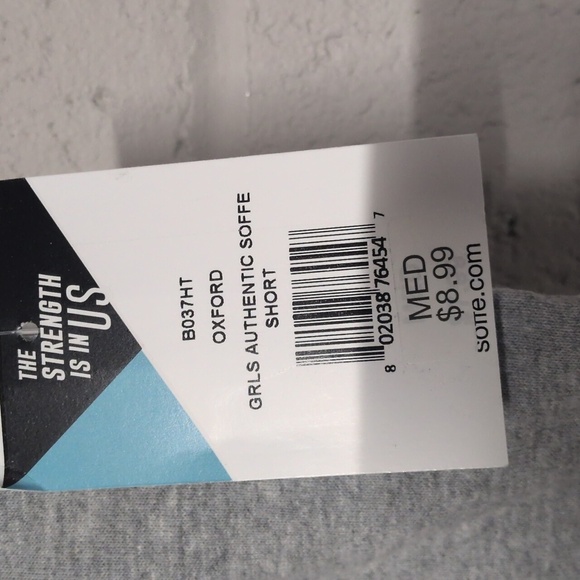 THE
STRENGTH
IS IN US
B037HT
OXFORD
GRLS AUTHENTIC SOFFE
SHORT
8 02038 76454 7
MED
$8.99
soffe.com